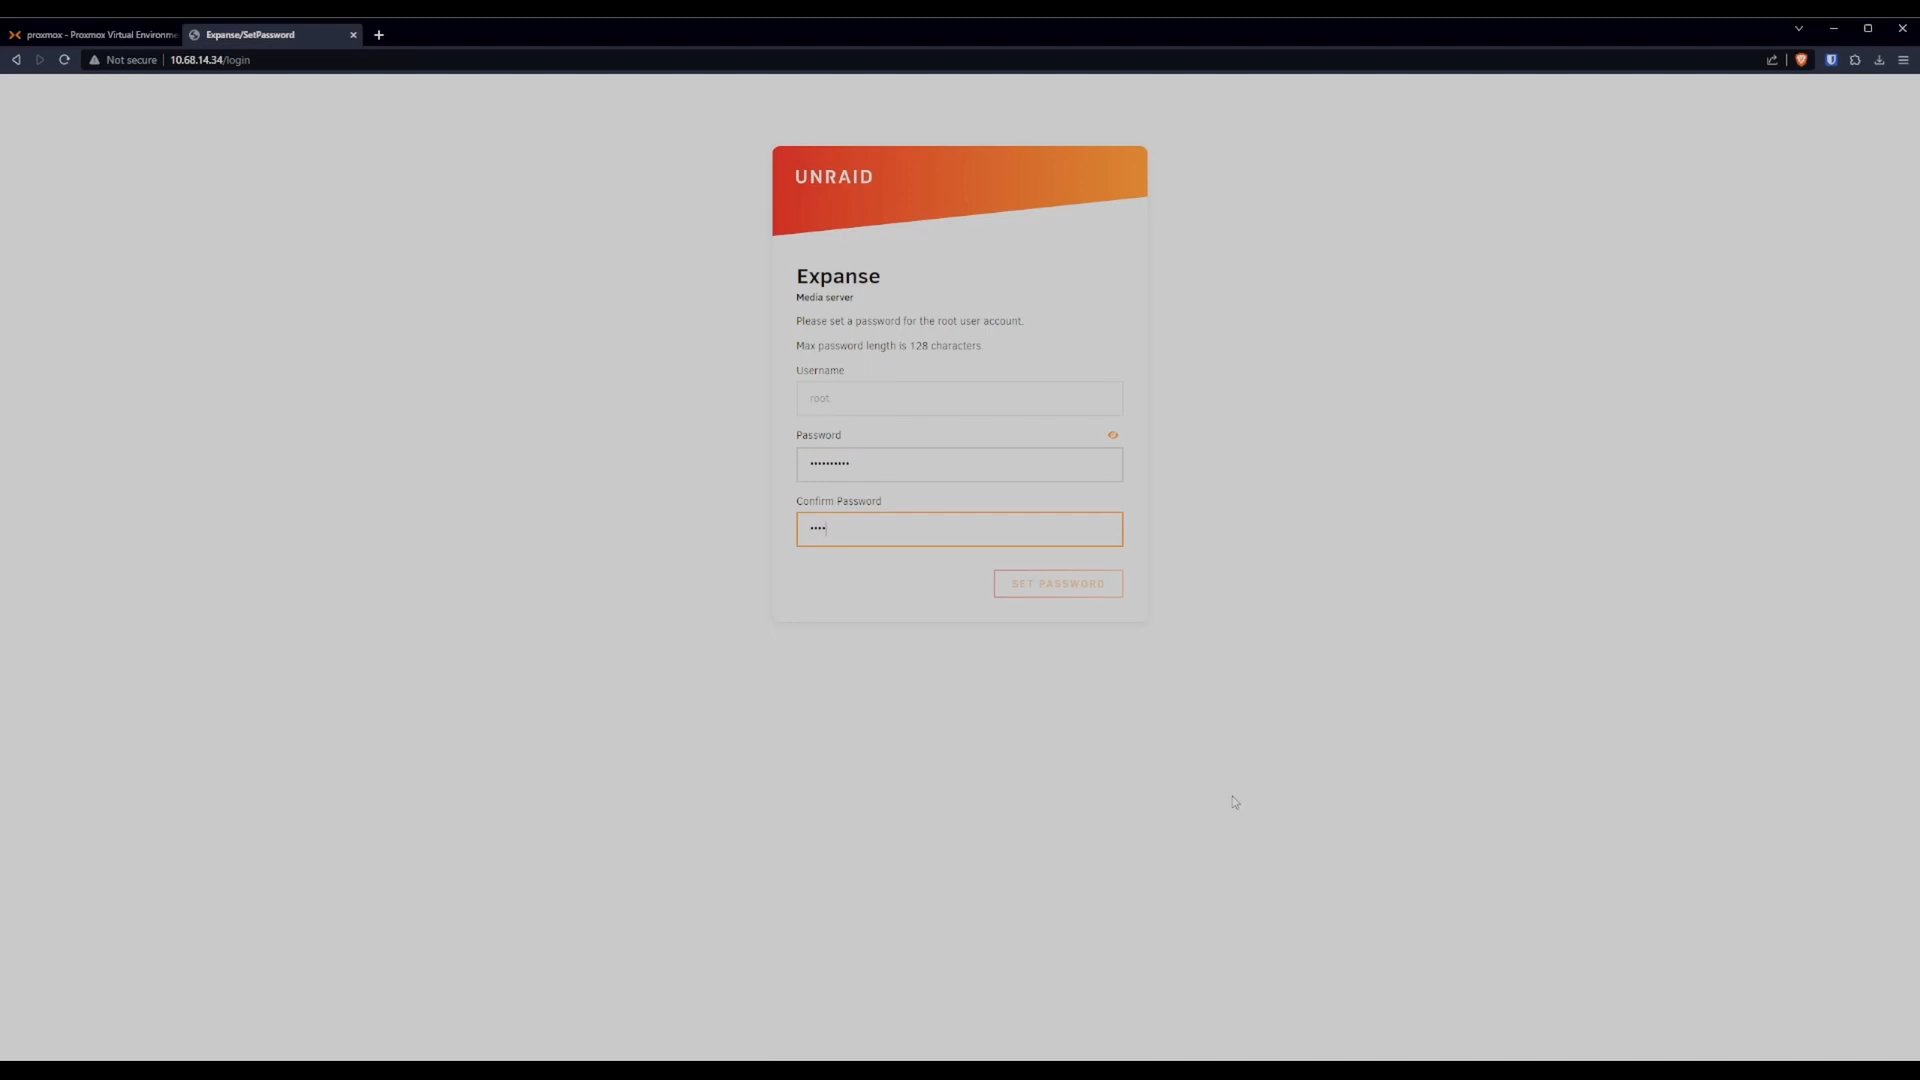 proxmox - Proxmox Virtual Environme
Expanse/SetPassword
Not secure
10.68.14.34/login
UNRAID
Expanse
Media server
Please set a password for the root user account.
Max password length is 128 characters.
Username
root
Password
••••••••••
Confirm Password
••••
SET PASSWORD